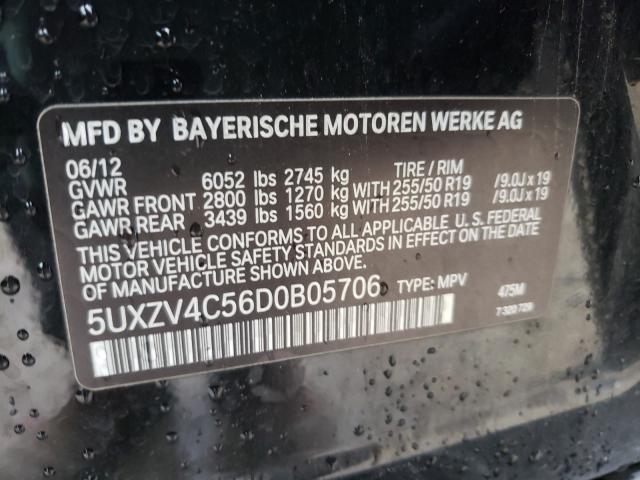 MFD BY BAYERISCHE MOTOREN WERKE AG
06/12 TIRE / RIM
GVWR 6052 lbs 2745 kg
GAWR FRONT 2800 lbs 1270 kg WITH 255/50 R19 /9.0J x 19
GAWR REAR 3439 lbs 1560 kg WITH 255/50 R19 /9.0J x 19
THIS VEHICLE CONFORMS TO ALL APPLICABLE U.S. FEDERAL
MOTOR VEHICLE SAFETY STANDARDS IN EFFECT ON THE DATE
OF MANUFACTURE SHOWN ABOVE.
5UXZV4C56D0B05706 TYPE: MPV 475M
7 320 729